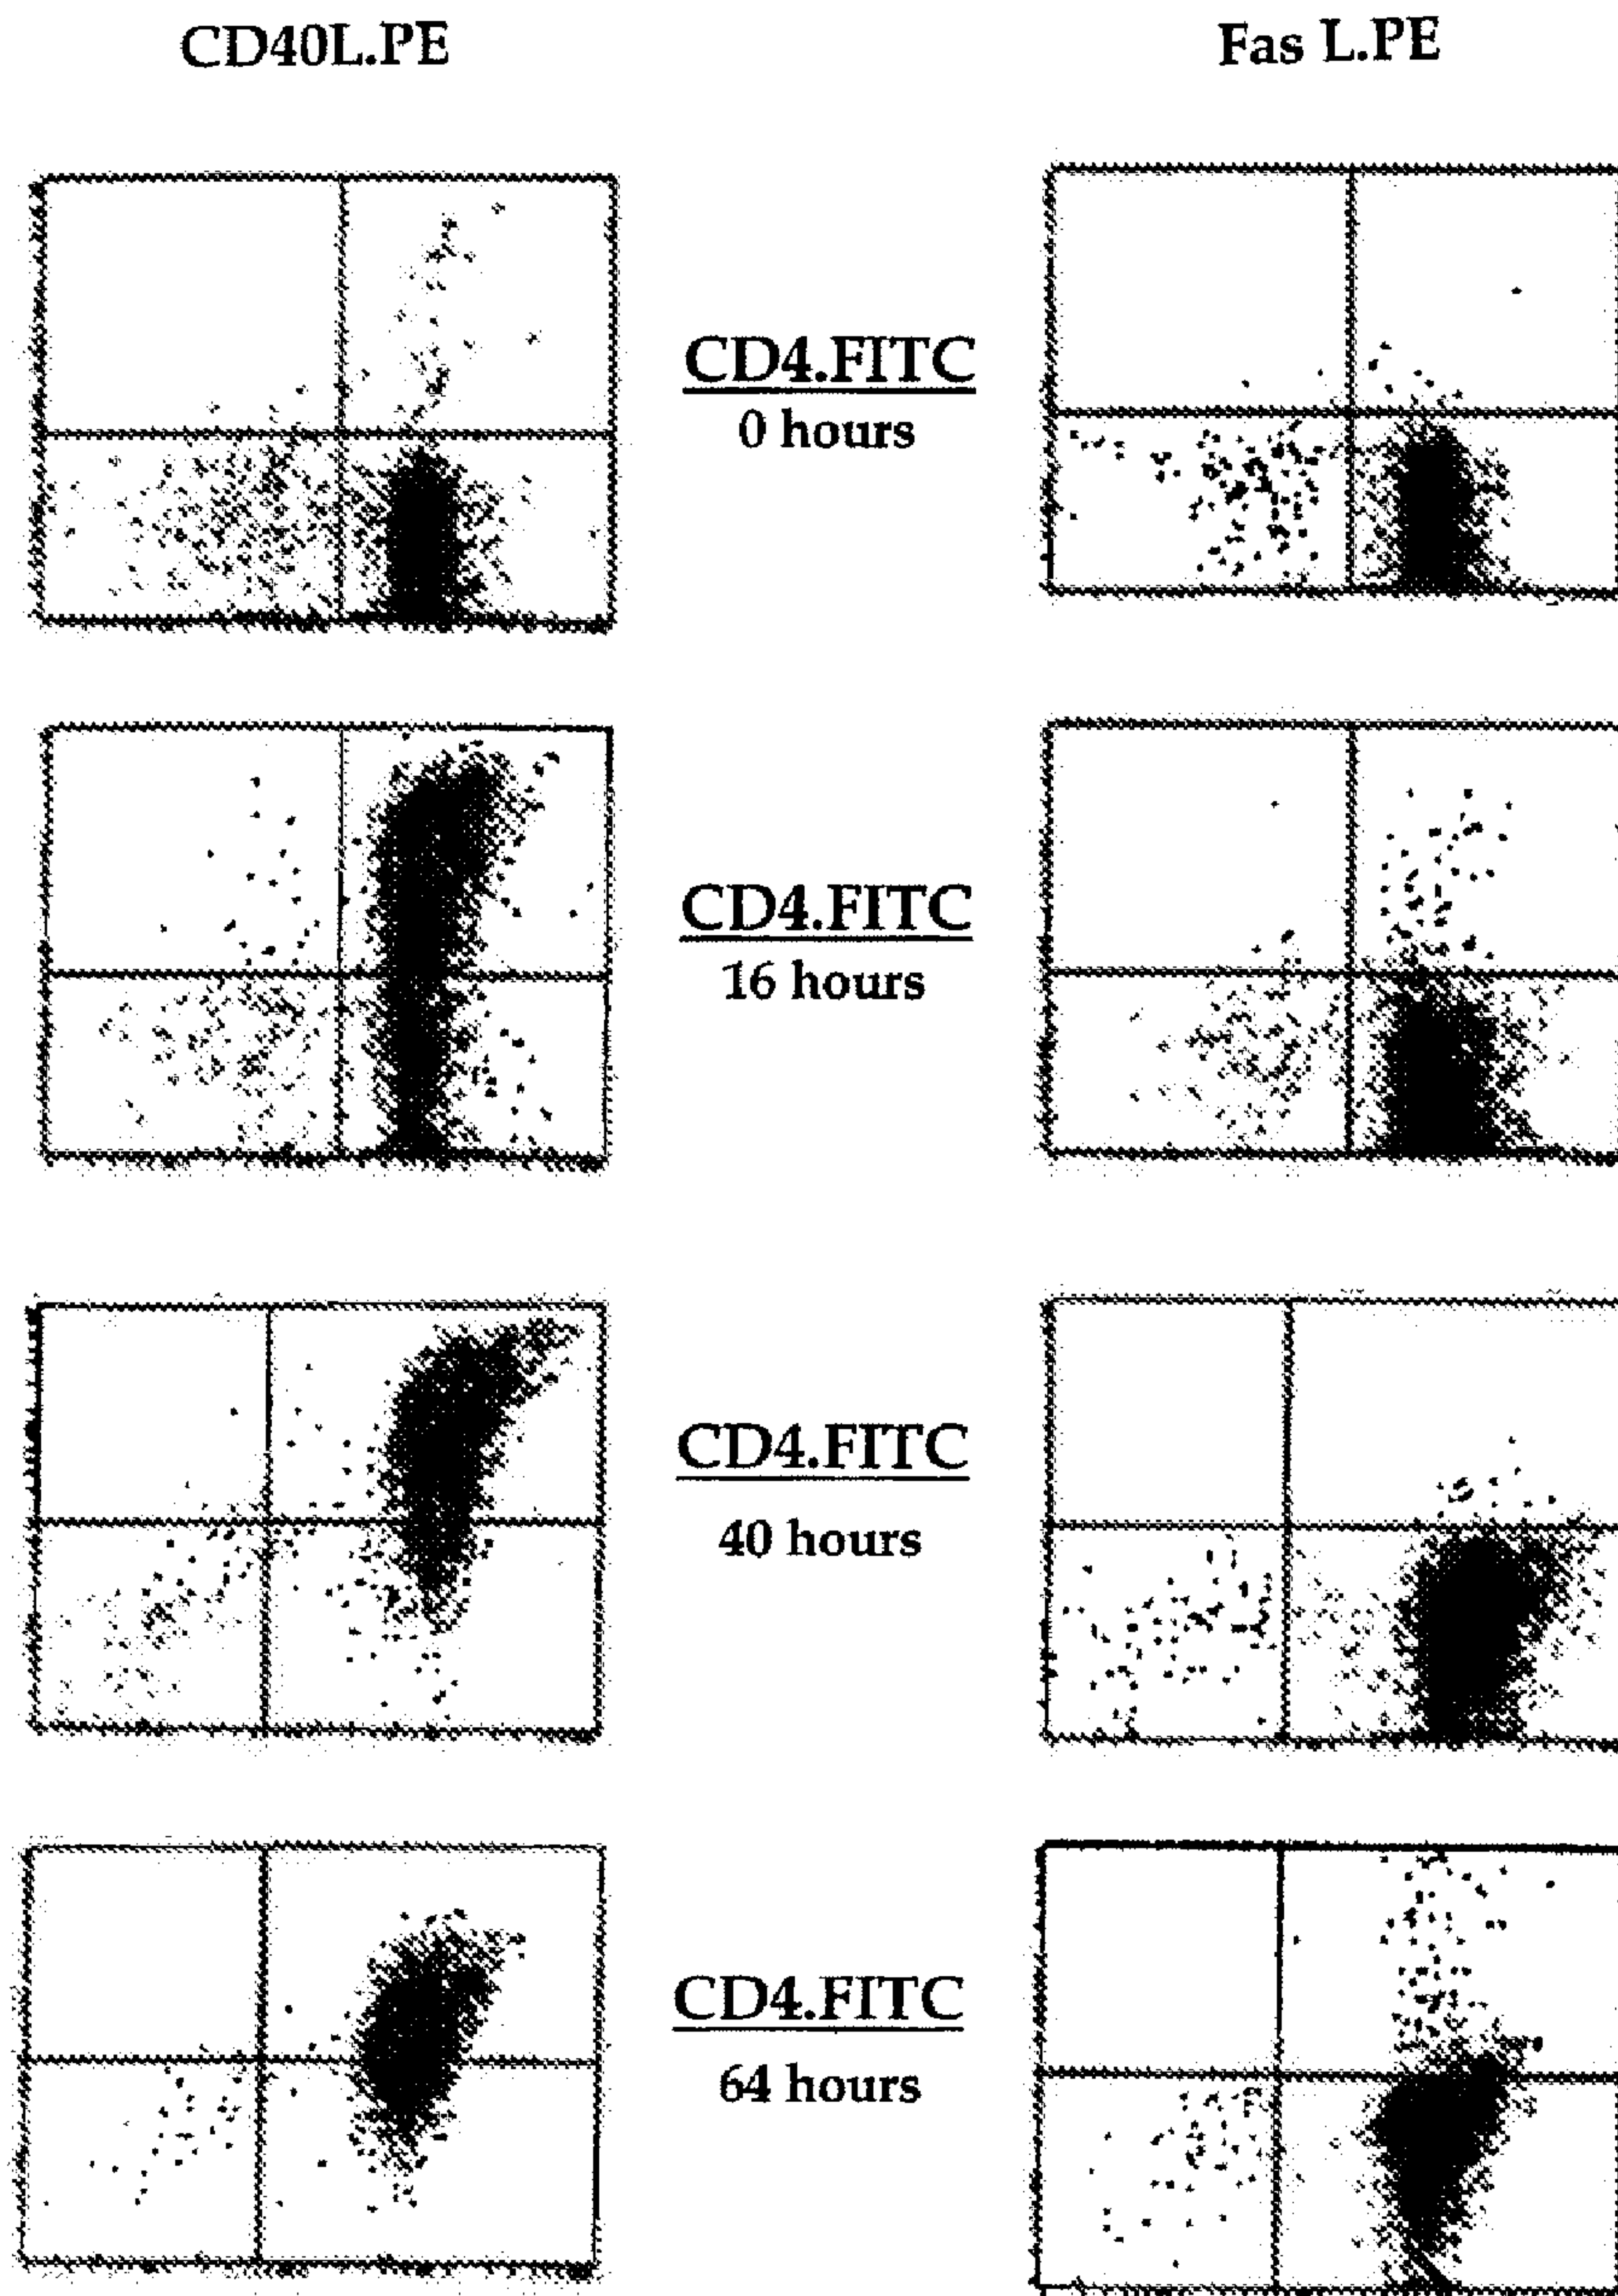 CD40L.PE
Fas L.PE
CD4.FITC
0 hours
CD4.FITC
16 hours
CD4.FITC
40 hours
CD4.FITC
64 hours